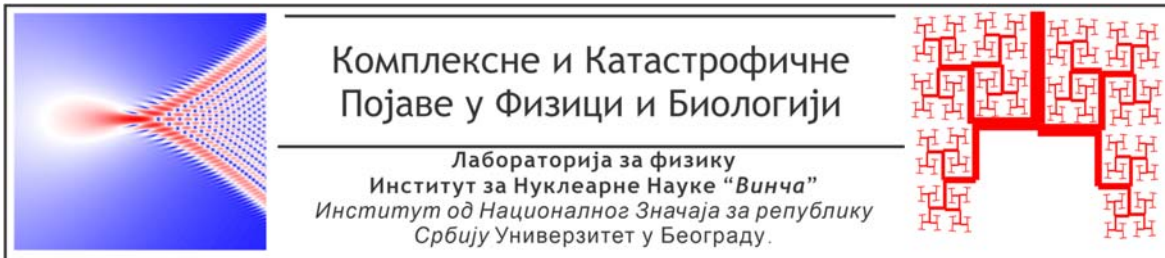 Комплексне и Катастрофичне
Појаве у Физици и Биологији
Лабораторија за физику
Институт за Нуклеарне Науке “Винча”
Институт од Националног Значаја за републику
Србију Универзитет у Београду.